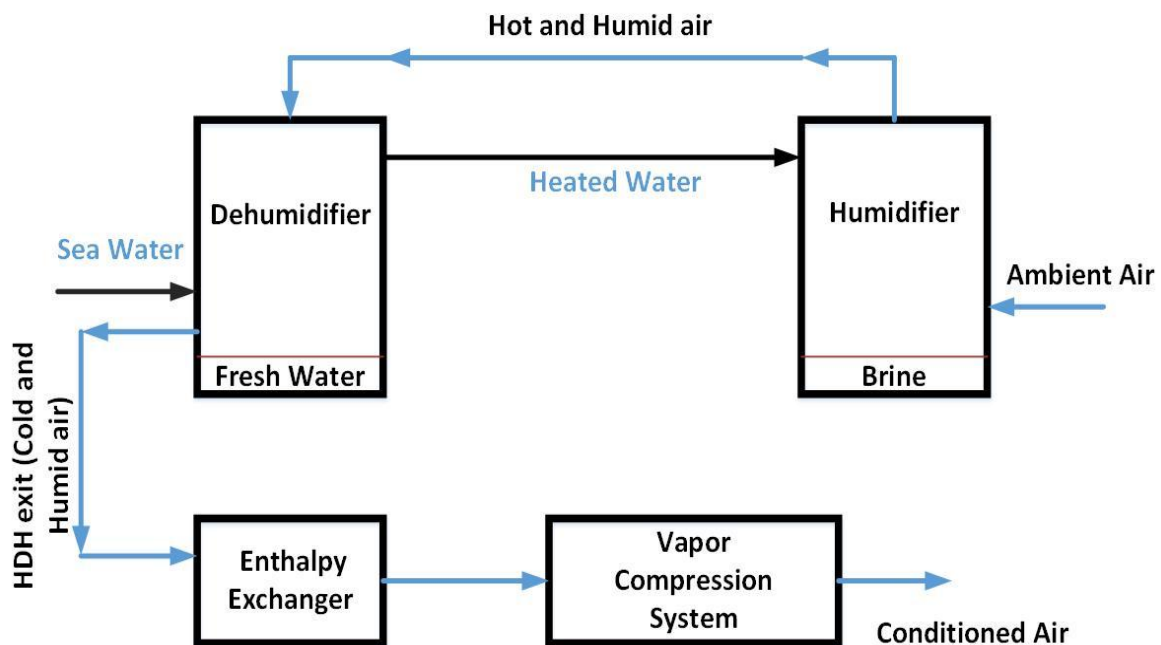 Hot and Humid air
Heated Water
Dehumidifier
Humidifier
Sea Water
Ambient Air
Fresh Water
Brine
HDH exit (Cold and
Humid air)
Enthalpy
Exchanger
Vapor
Compression
System
Conditioned Air